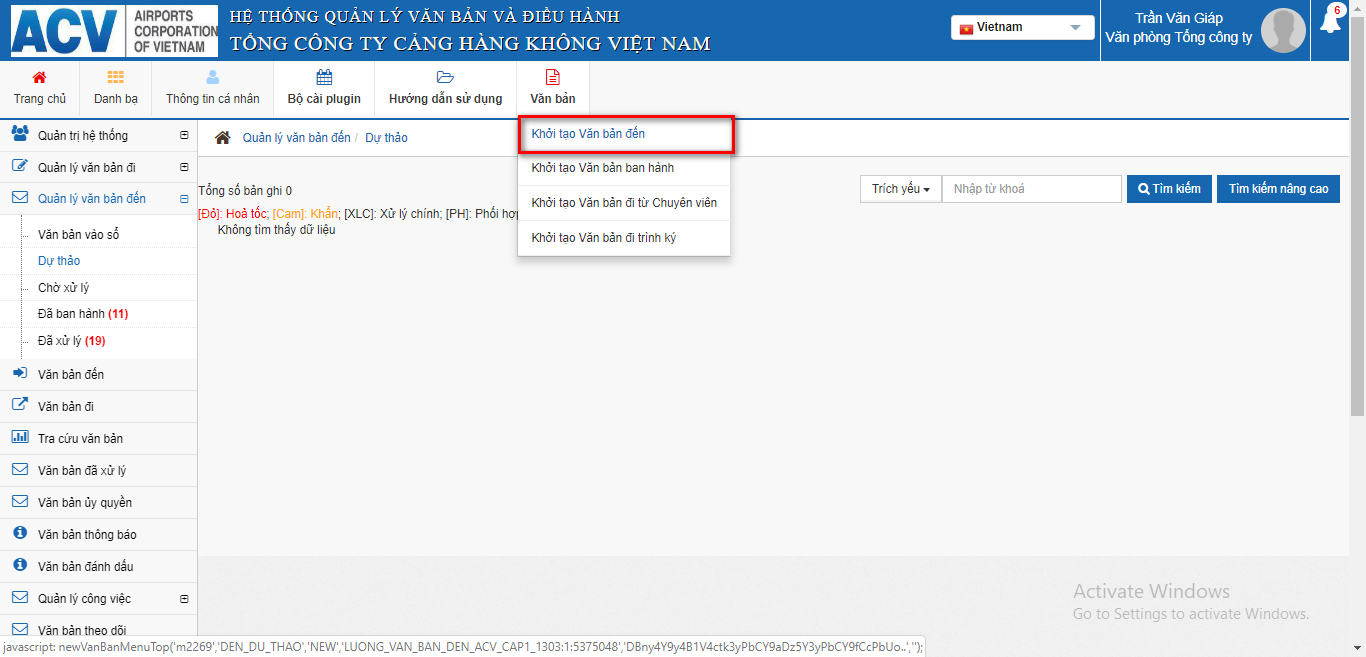 ACV AIRPORTS
CORPORATION
OF VIETNAM
HỆ THỐNG QUẢN LÝ VĂN BẢN VÀ ĐIỀU HÀNH
TỔNG CÔNG TY CẢNG HÀNG KHÔNG VIỆT NAM
Vietnam
Trần Văn Giáp
Văn phòng Tổng công ty
6
Trang chủ
Danh bạ
Thông tin cá nhân
Bộ cài plugin
Hướng dẫn sử dụng
Văn bản
Quản trị hệ thống
Quản lý văn bản đi
Quản lý văn bản đến
Văn bản vào sổ
Dự thảo
Chờ xử lý
Đã ban hành (11)
Đã xử lý (19)
Văn bản đến
Văn bản đi
Tra cứu văn bản
Văn bản đã xử lý
Văn bản ủy quyền
Văn bản thông báo
Văn bản đánh dấu
Quản lý công việc
Văn bản theo dõi
Quản lý văn bản đến / Dự thảo
Khởi tạo Văn bản đến
Khởi tạo Văn bản ban hành
Khởi tạo Văn bản đi từ Chuyên viên
Khởi tạo Văn bản đi trình ký
Tổng số bản ghi 0
[Đỏ]: Hoả tốc; [Cam]: Khẩn; [XLC]: Xử lý chính; [PH]: Phối hợp
Không tìm thấy dữ liệu
Trích yếu
Nhập từ khoá
Tìm kiếm
Tìm kiếm nâng cao
Activate Windows
Go to Settings to activate Windows.
javascript: newVanBanMenuTop('m2269','DEN_DU_THAO','NEW','LUONG_VAN_BAN_DEN_ACV_CAP1_1303:1:5375048','DBny4Y9y4B1V4ctk3yPbCY9aDz5Y3yPbCY9fCcPbUo..','');